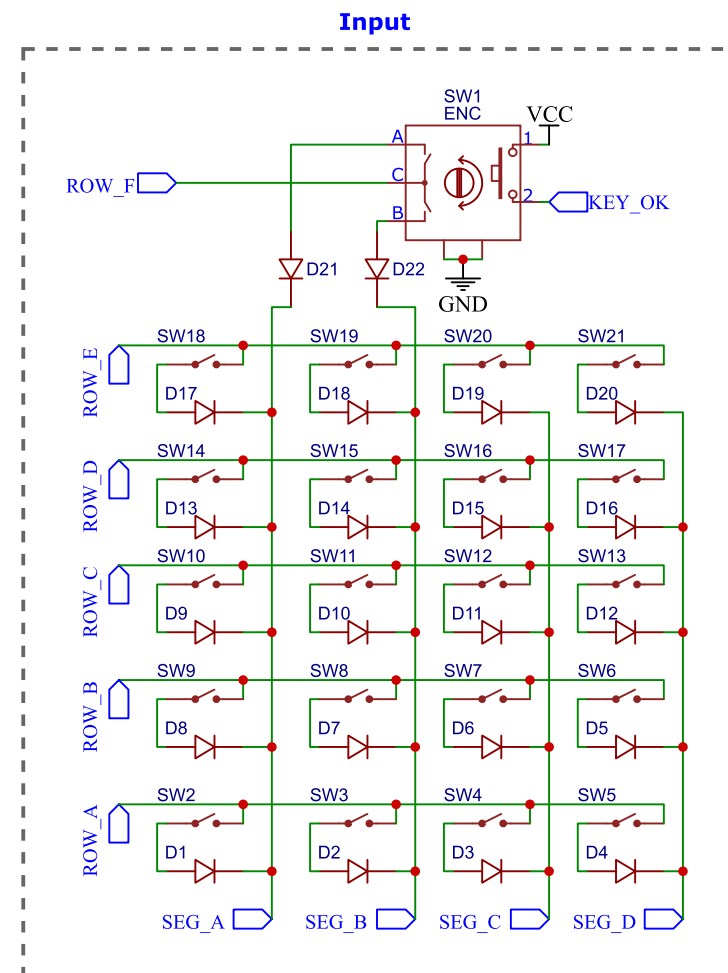 Input
SW1
ENC
VCC
A
1
C
ROW_F
B
2
KEY_OK
D21
D22
GND
SW18
SW19
SW20
SW21
ROW_E
D17
D18
D19
D20
SW14
SW15
SW16
SW17
ROW_D
D13
D14
D15
D16
SW10
SW11
SW12
SW13
ROW_C
D9
D10
D11
D12
SW9
SW8
SW7
SW6
ROW_B
D8
D7
D6
D5
SW2
SW3
SW4
SW5
ROW_A
D1
D2
D3
D4
SEG_A
SEG_B
SEG_C
SEG_D